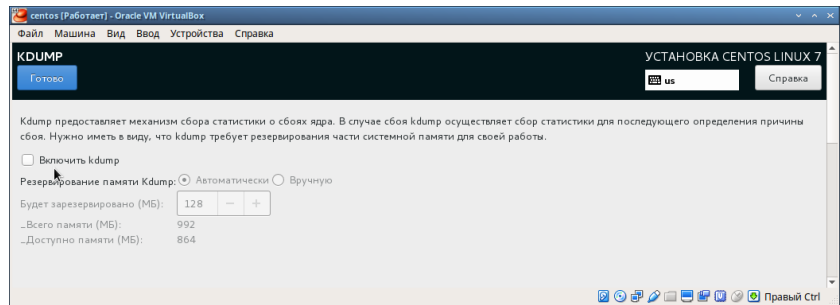 centos [Работает] - Oracle VM VirtualBox
Файл Машина Вид Ввод Устройства Справка
KDUMP
УСТАНОВКА CENTOS LINUX 7
Готово
us
Справка
Kdump предоставляет механизм сбора статистики о сбоях ядра. В случае сбоя kdump осуществляет сбор статистики для последующего определения причины
сбоя. Нужно иметь в виду, что kdump требует резервирования части системной памяти для своей работы.
Включить kdump
Резервирование памяти Kdump: Автоматически Вручную
Будет зарезервировано (МБ): 128 − +
_Всего памяти (МБ): 992
_Доступно памяти (МБ): 864
Правый Ctrl